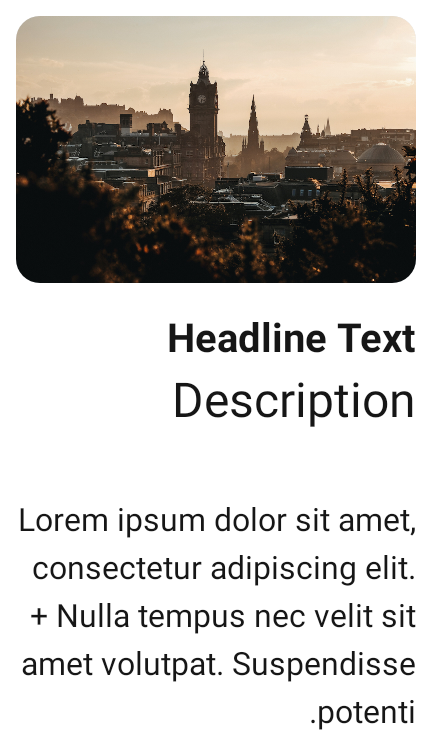 Headline Text
Description
Lorem ipsum dolor sit amet,
consectetur adipiscing elit.
+ Nulla tempus nec velit sit
amet volutpat. Suspendisse
.potenti